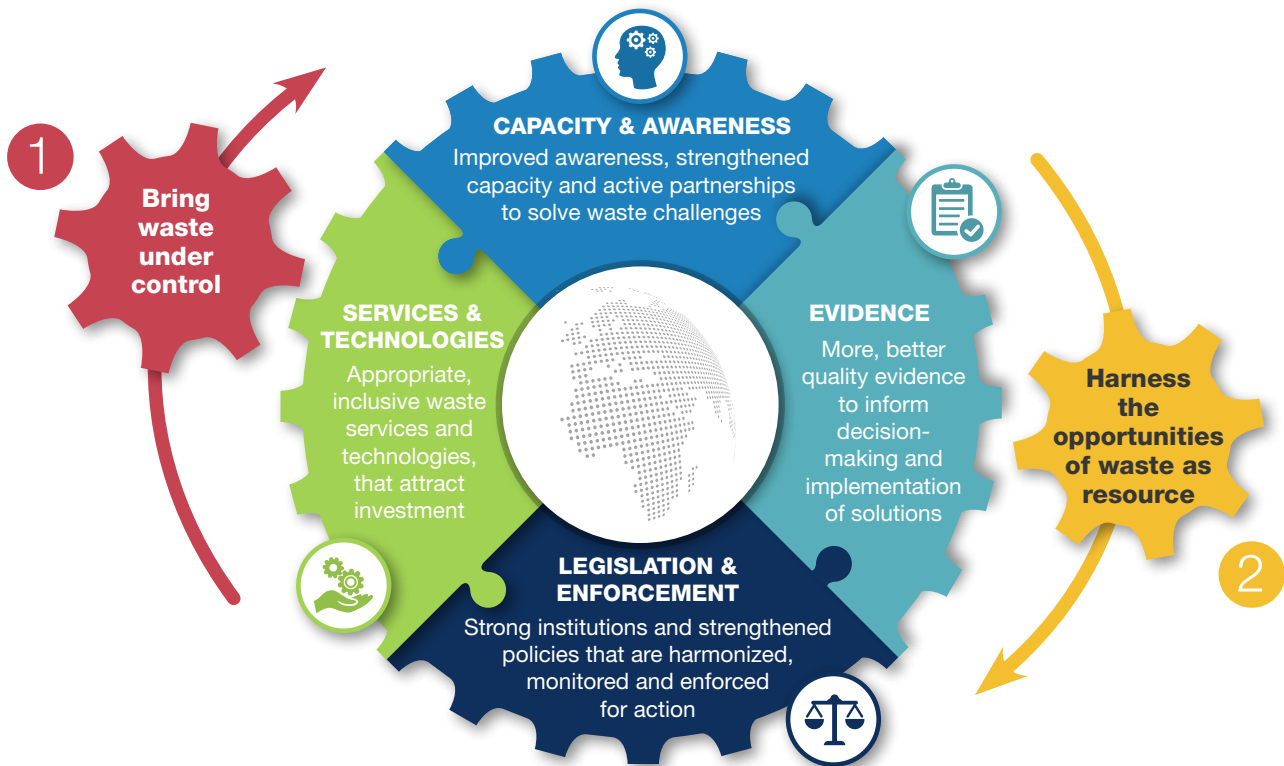 1
Bring
waste
under
control
CAPACITY & AWARENESS
Improved awareness, strengthened
capacity and active partnerships
to solve waste challenges
SERVICES &
TECHNOLOGIES
Appropriate,
inclusive waste
services and
technologies,
that attract
investment
EVIDENCE
More, better
quality evidence
to inform
decision-
making and
implementation
of solutions
LEGISLATION &
ENFORCEMENT
Strong institutions and strengthened
policies that are harmonized,
monitored and enforced
for action
Harness
the
opportunities
of waste as
resource
2